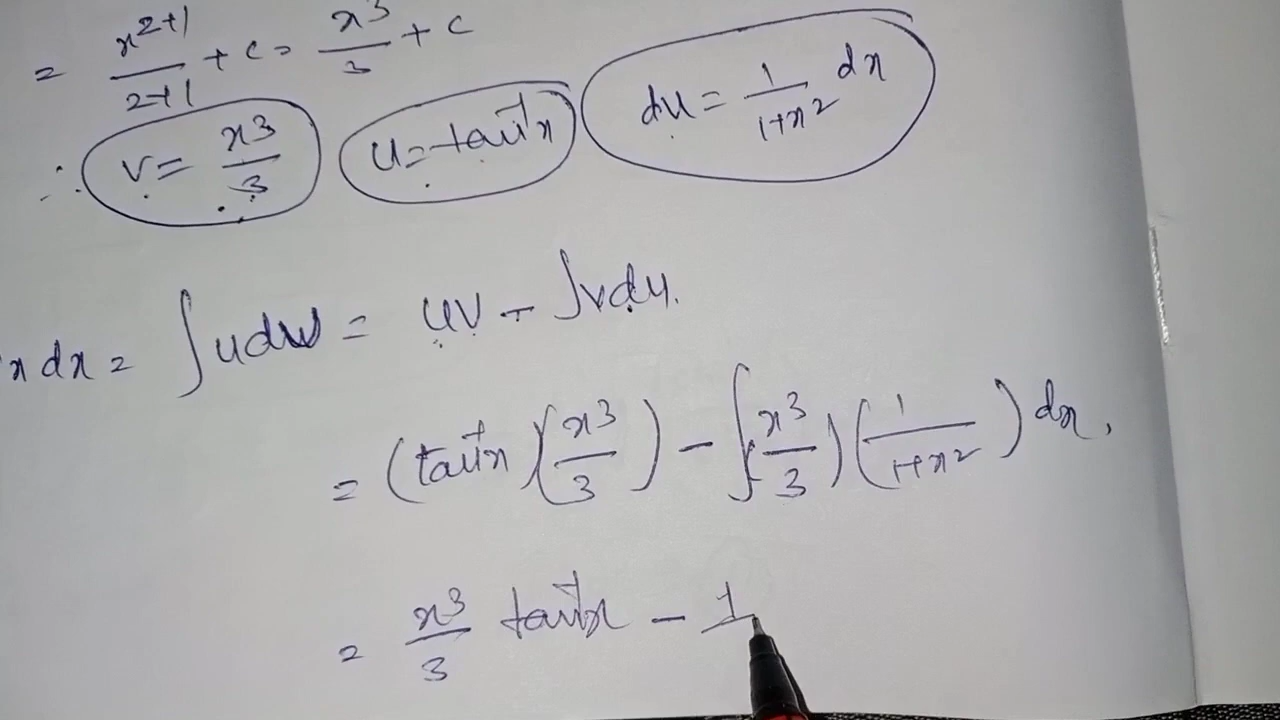 = x^{2+1}/2+1 + c = x³/3 + c
∴ v = x³/3 u = tan⁻¹x du = 1/1+x² dx
x dx = ∫u dv = uv - ∫v du.
= (tan⁻¹x)(x³/3) - ∫(x³/3)(1/1+x²) dx,
= x³/3 tan⁻¹x - 1